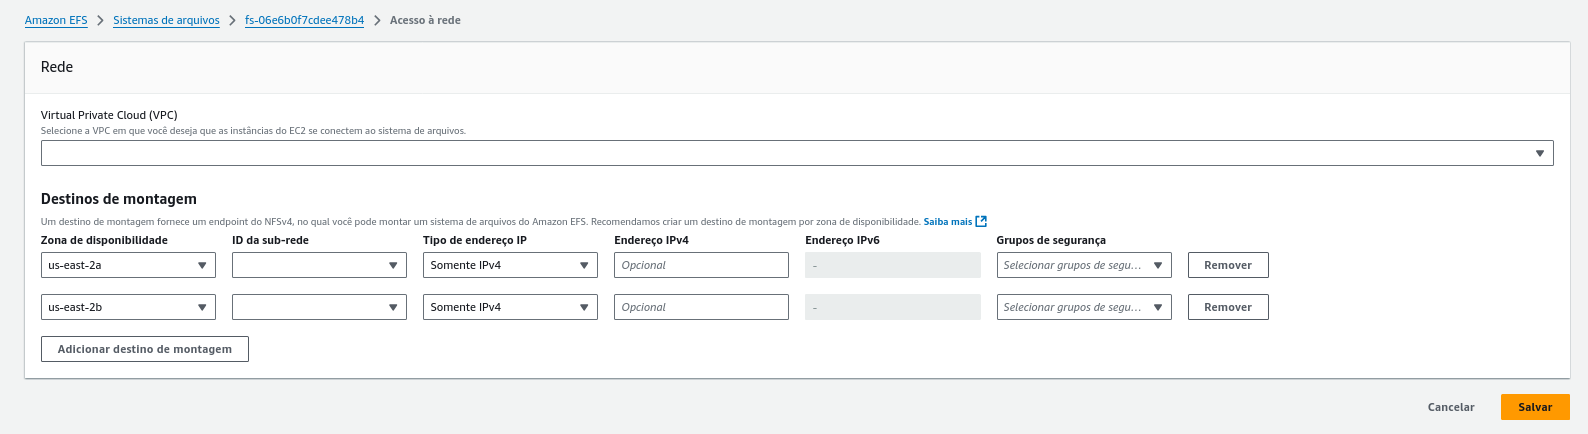 Amazon EFS > Sistemas de arquivos > fs-06e6b0f7cdee478b4 > Acesso à rede
Rede
Virtual Private Cloud (VPC)
Selecione a VPC em que você deseja que as instâncias do EC2 se conectem ao sistema de arquivos.
Destinos de montagem
Um destino de montagem fornece um endpoint do NFSv4, no qual você pode montar um sistema de arquivos do Amazon EFS. Recomendamos criar um destino de montagem por zona de disponibilidade. Saiba mais
Zona de disponibilidade ID da sub-rede Tipo de endereço IP Endereço IPv4 Endereço IPv6 Grupos de segurança
us-east-2a Somente IPv4 Opcional - Selecionar grupos de segu... Remover
us-east-2b Somente IPv4 Opcional - Selecionar grupos de segu... Remover
Adicionar destino de montagem
Cancelar Salvar